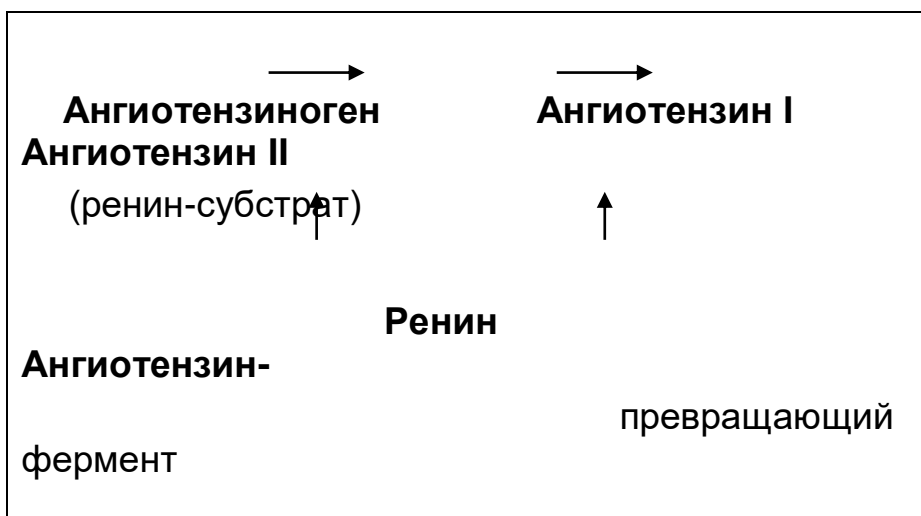 Ангиотензиноген Ангиотензин I
Ангиотензин II
(ренин-субстрат)
Ренин
Ангиотензин-
превращающий
фермент